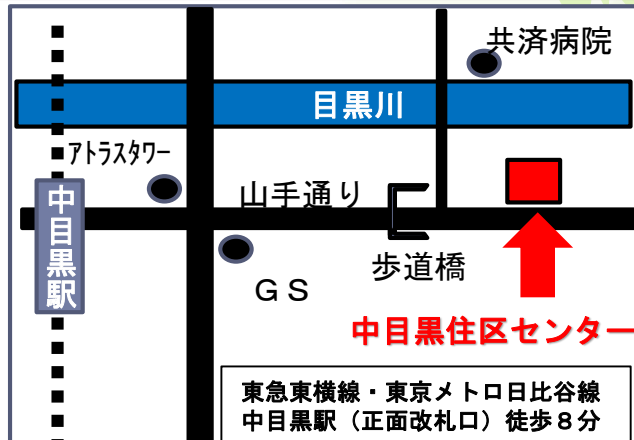 共済病院
目黒川
ｱﾄﾗｽﾀﾜｰ
中目黒駅
山手通り
歩道橋
ＧＳ
中目黒住区センター
東急東横線・東京メトロ日比谷線
中目黒駅（正面改札口）徒歩８分